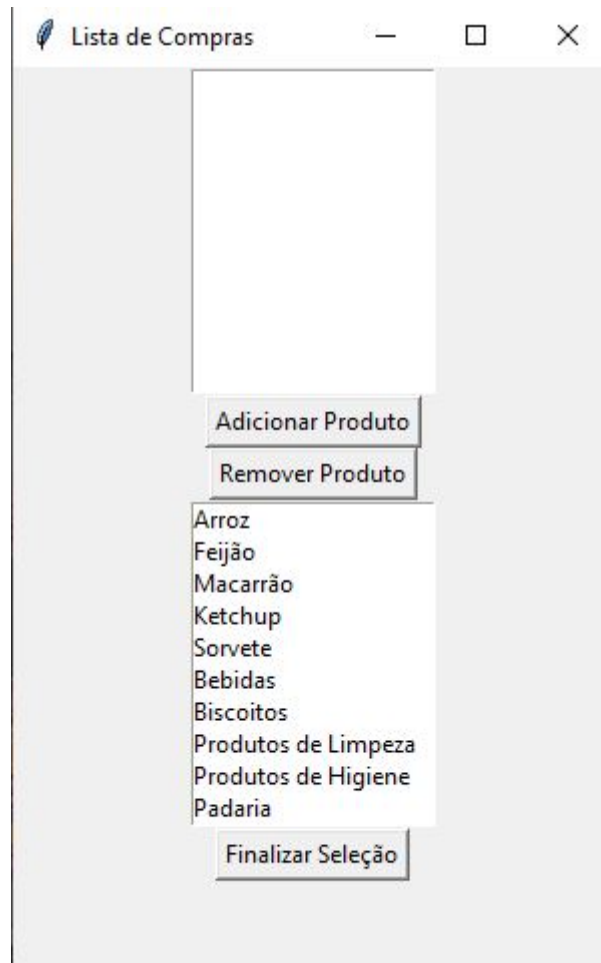 Lista de Compras
Adicionar Produto
Remover Produto
Arroz
Feijão
Macarrão
Ketchup
Sorvete
Bebidas
Biscoitos
Produtos de Limpeza
Produtos de Higiene
Padaria
Finalizar Seleção